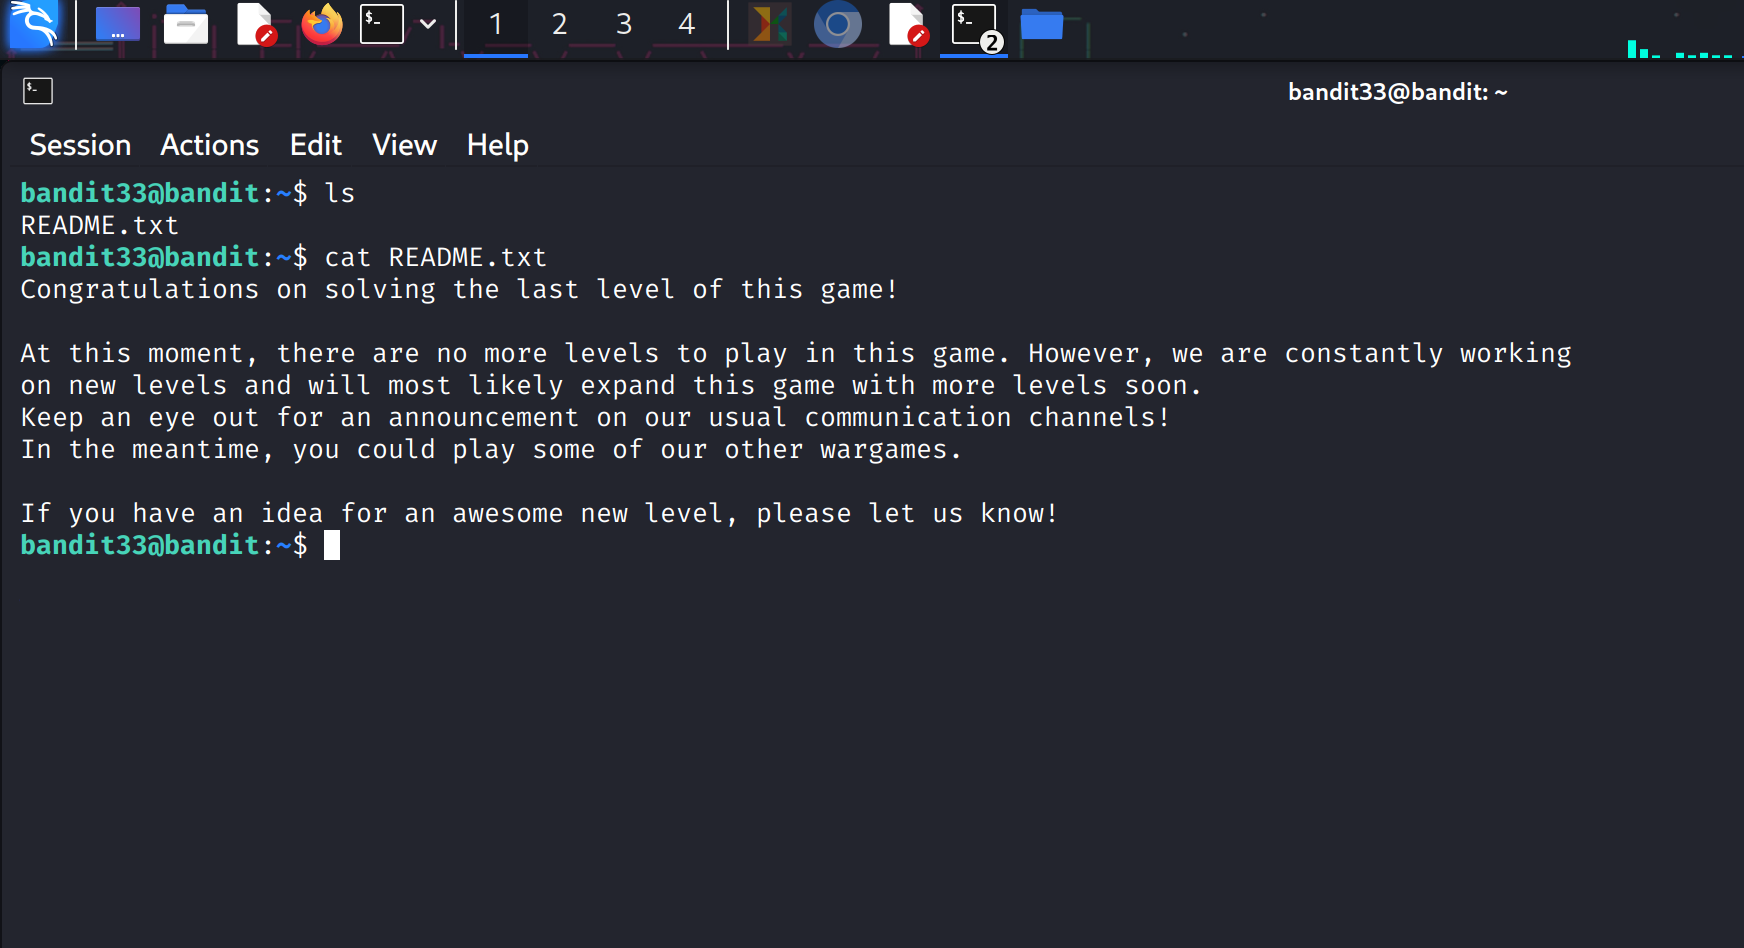 $-
1 2 3 4
$- 2
$- bandit33@bandit: ~
Session Actions Edit View Help
bandit33@bandit:~$ ls
README.txt
bandit33@bandit:~$ cat README.txt
Congratulations on solving the last level of this game!
At this moment, there are no more levels to play in this game. However, we are constantly working
on new levels and will most likely expand this game with more levels soon.
Keep an eye out for an announcement on our usual communication channels!
In the meantime, you could play some of our other wargames.
If you have an idea for an awesome new level, please let us know!
bandit33@bandit:~$